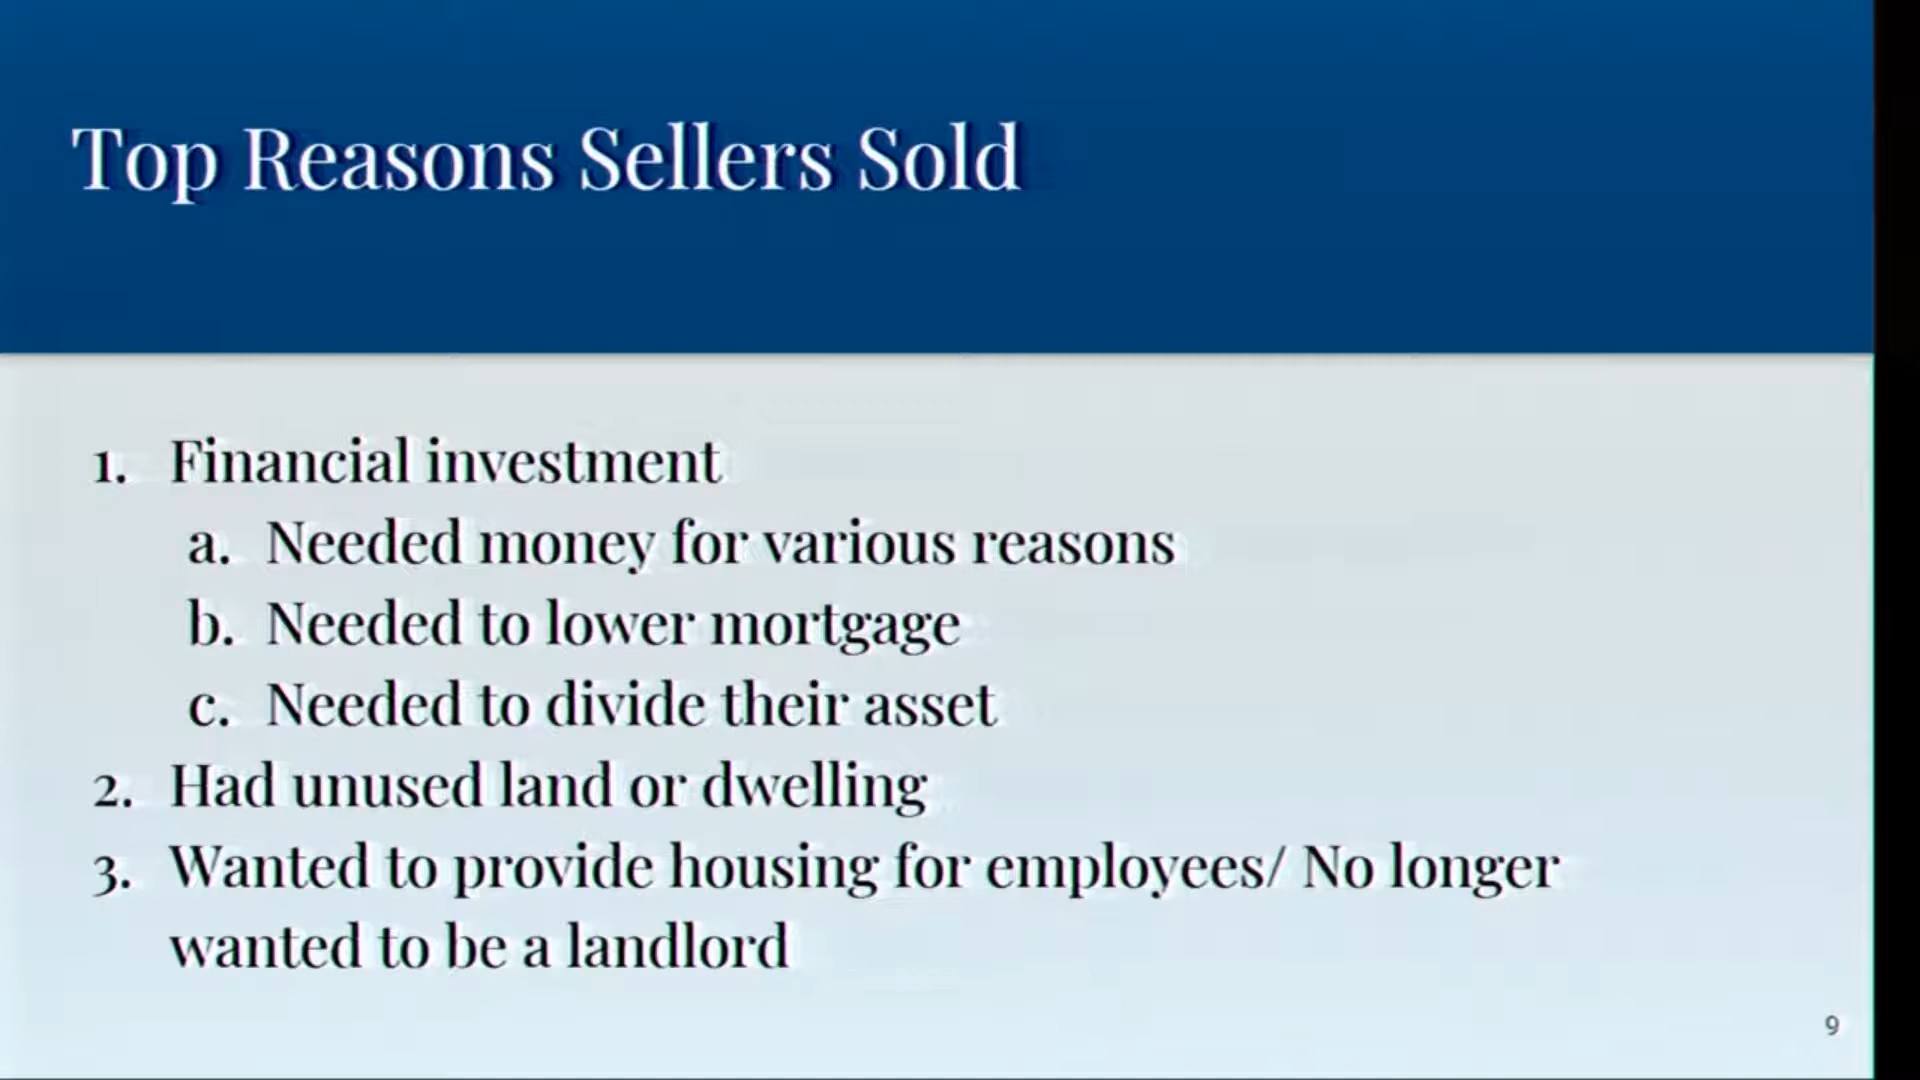 Top Reasons Sellers Sold
1. Financial investment
a. Needed money for various reasons
b. Needed to lower mortgage
c. Needed to divide their asset
2. Had unused land or dwelling
3. Wanted to provide housing for employees/ No longer
wanted to be a landlord
9